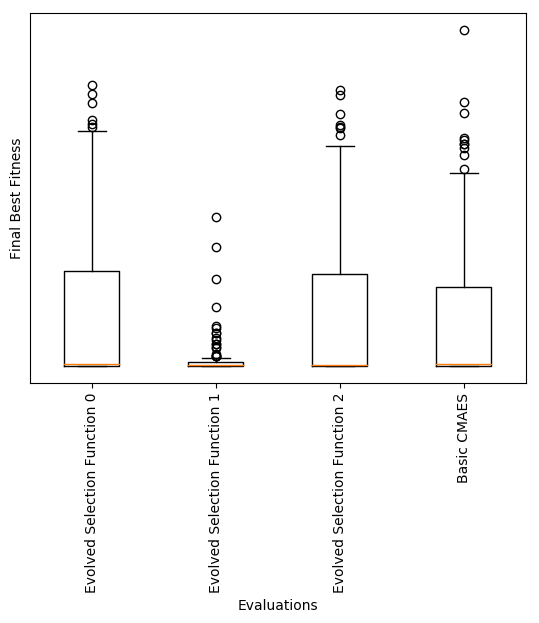 Final Best Fitness
Evolved Selection Function 0
Evolved Selection Function 1
Evolved Selection Function 2
Basic CMAES
Evaluations